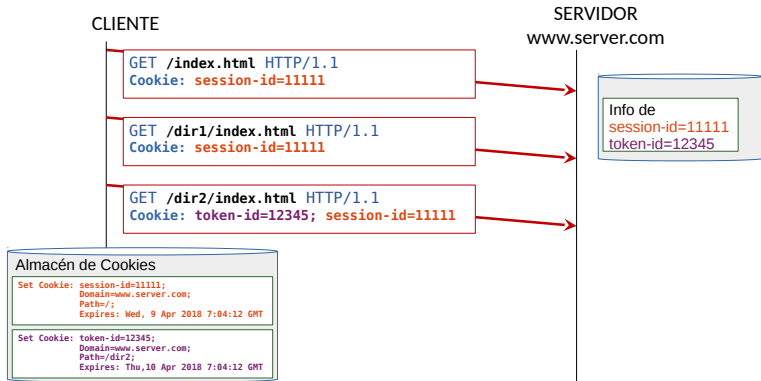 CLIENTE
SERVIDOR
www.server.com
GET /index.html HTTP/1.1
Cookie: session-id=11111
Info de
session-id=11111
token-id=12345
GET /dir1/index.html HTTP/1.1
Cookie: session-id=11111
GET /dir2/index.html HTTP/1.1
Cookie: token-id=12345; session-id=11111
Almacén de Cookies
Set Cookie: session-id=11111;
Domain=www.server.com;
Path=/;
Expires: Wed, 9 Apr 2018 7:04:12 GMT
Set Cookie: token-id=12345;
Domain=www.server.com;
Path=/dir2;
Expires: Thu,10 Apr 2018 7:04:12 GMT